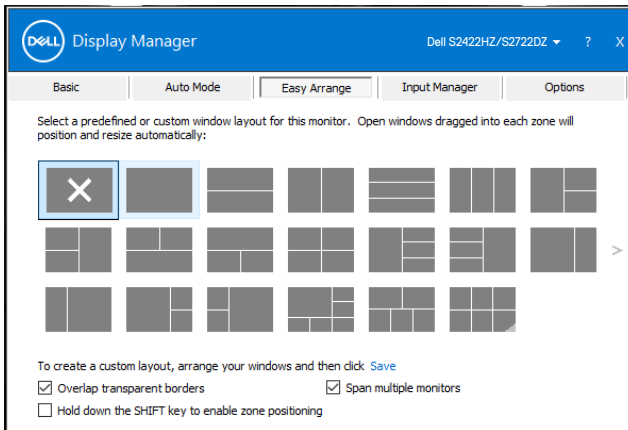 DELL Display Manager Dell S2422HZ/S2722DZ ? X
Basic Auto Mode Easy Arrange Input Manager Options
Select a predefined or custom window layout for this monitor. Open windows dragged into each zone will
position and resize automatically:
To create a custom layout, arrange your windows and then click Save
Overlap transparent borders Span multiple monitors
Hold down the SHIFT key to enable zone positioning